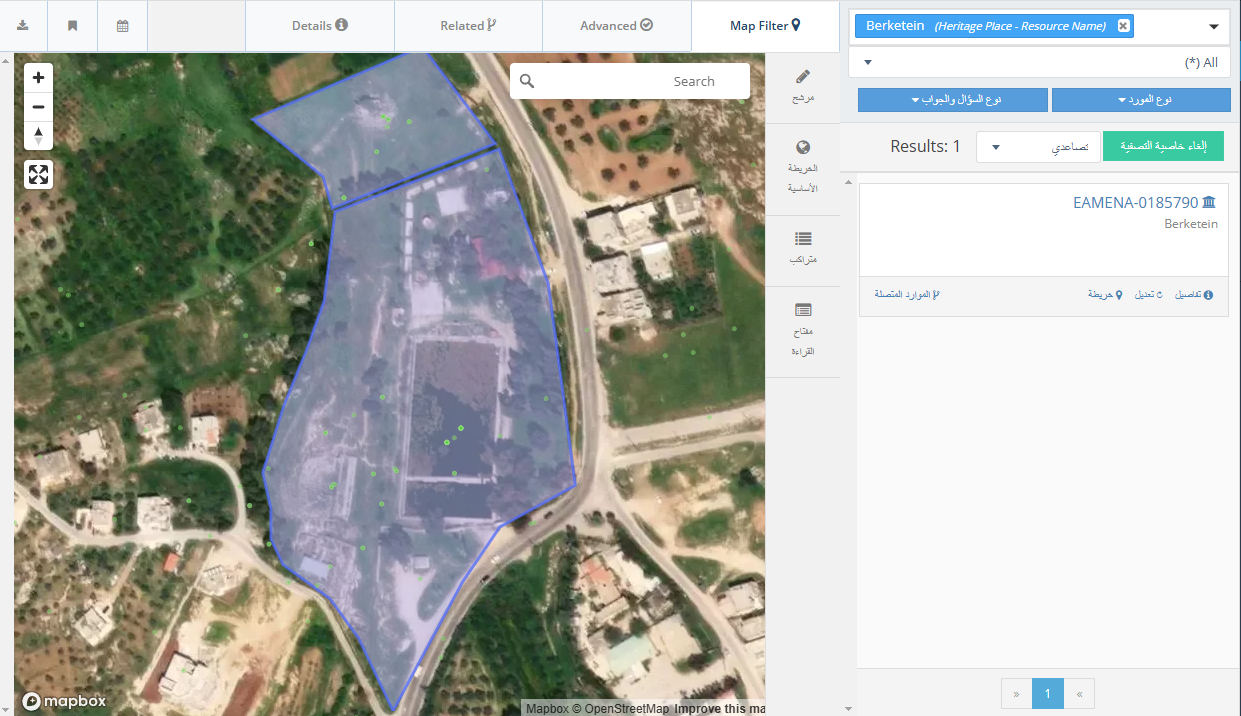 Details
Related
Advanced
Map Filter
Berketein (Heritage Place - Resource Name)
(*) All
نوع المورد
نوع السؤال والجواب
Search
مرشح
الخريطة
الأساسية
متراكب
مفتاح
القراءة
Results: 1
تصاعدي
إلغاء خاصية التصفية
EAMENA-0185790
Berketein
تفاصيل
تعديل
خريطة
الموارد المتصلة
« 1 »
mapbox
Mapbox © OpenStreetMap Improve this ma